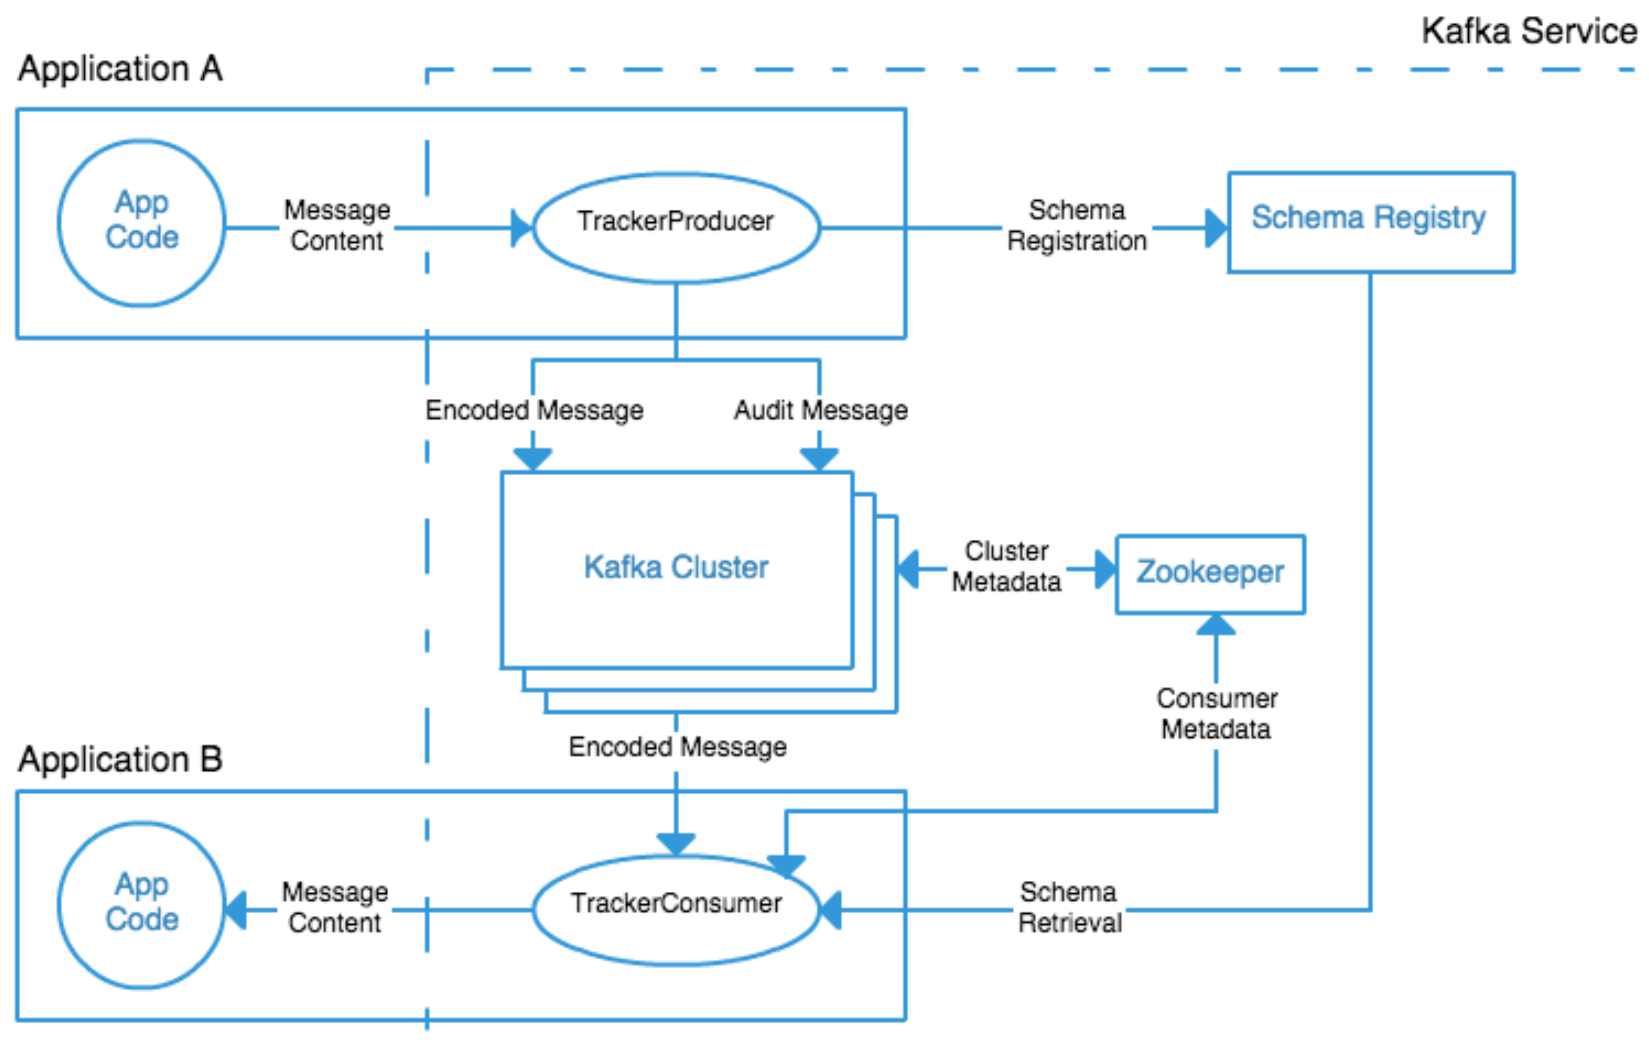 Kafka Service
Application A
App
Code
Message
Content
TrackerProducer
Schema
Registration
Schema Registry
Encoded Message
Audit Message
Kafka Cluster
Cluster
Metadata
Zookeeper
Consumer
Metadata
Encoded Message
Application B
App
Code
Message
Content
TrackerConsumer
Schema
Retrieval